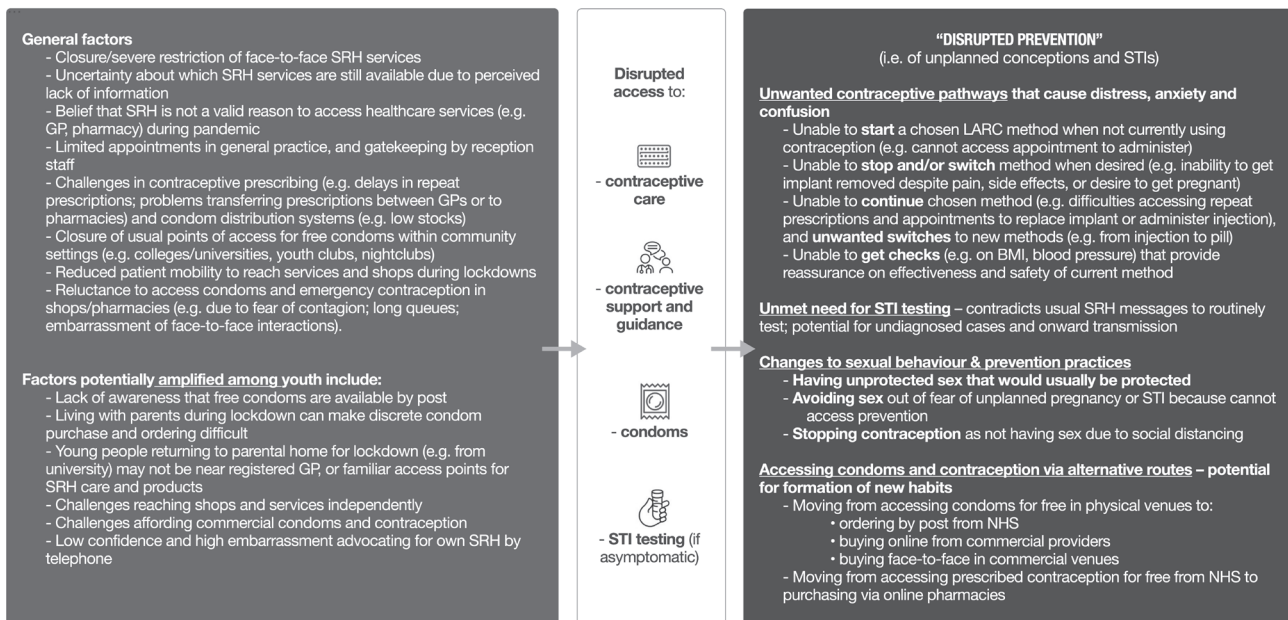 General factors
- Closure/severe restriction of face-to-face SRH services
- Uncertainty about which SRH services are still available due to perceived
lack of information
- Belief that SRH is not a valid reason to access healthcare services (e.g.
GP, pharmacy) during pandemic
- Limited appointments in general practice, and gatekeeping by reception
staff
- Challenges in contraceptive prescribing (e.g. delays in repeat
prescriptions; problems transferring prescriptions between GPs or to
pharmacies) and condom distribution systems (e.g. low stocks)
- Closure of usual points of access for free condoms within community
settings (e.g. colleges/universities, youth clubs, nightclubs)
- Reduced patient mobility to reach services and shops during lockdowns
- Reluctance to access condoms and emergency contraception in
shops/pharmacies (e.g. due to fear of contagion; long queues;
embarrassment of face-to-face interactions).
Factors potentially amplified among youth include:
- Lack of awareness that free condoms are available by post
- Living with parents during lockdown can make discrete condom
purchase and ordering difficult
- Young people returning to parental home for lockdown (e.g. from
university) may not be near registered GP, or familiar access points for
SRH care and products
- Challenges reaching shops and services independently
- Challenges affording commercial condoms and contraception
- Low confidence and high embarrassment advocating for own SRH by
telephone
Disrupted
access to:
- contraceptive
care
- contraceptive
support and
guidance
- condoms
- STI testing (if
asymptomatic)
“DISRUPTED PREVENTION”
(i.e. of unplanned conceptions and STIs)
Unwanted contraceptive pathways that cause distress, anxiety and
confusion
- Unable to start a chosen LARC method when not currently using
contraception (e.g. cannot access appointment to administer)
- Unable to stop and/or switch method when desired (e.g. inability to get
implant removed despite pain, side effects, or desire to get pregnant)
- Unable to continue chosen method (e.g. difficulties accessing repeat
prescriptions and appointments to replace implant or administer injection),
and unwanted switches to new methods (e.g. from injection to pill)
- Unable to get checks (e.g. on BMI, blood pressure) that provide
reassurance on effectiveness and safety of current method
Unmet need for STI testing – contradicts usual SRH messages to routinely
test; potential for undiagnosed cases and onward transmission
Changes to sexual behaviour & prevention practices
- Having unprotected sex that would usually be protected
- Avoiding sex out of fear of unplanned pregnancy or STI because cannot
access prevention
- Stopping contraception as not having sex due to social distancing
Accessing condoms and contraception via alternative routes – potential
for formation of new habits
- Moving from accessing condoms for free in physical venues to:
• ordering by post from NHS
• buying online from commercial providers
• buying face-to-face in commercial venues
- Moving from accessing prescribed contraception for free from NHS to
purchasing via online pharmacies